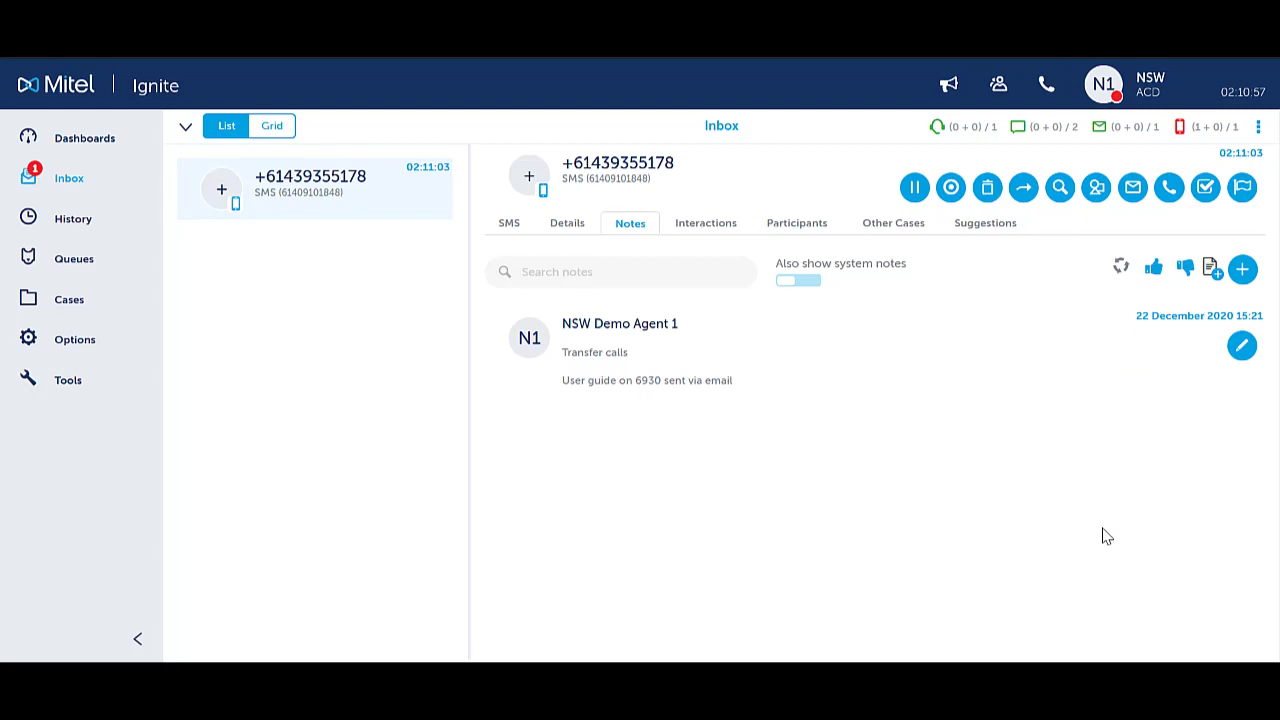 Mitel | Ignite
N1
NSW
ACD
02:10:57
Dashboards
1
Inbox
History
Queues
Cases
Options
Tools
List
Grid
Inbox
(0 + 0) / 1
(0 + 0) / 2
(0 + 0) / 1
(1 + 0) / 1
+
+61439355178
SMS (61409101848)
02:11:03
02:11:03
+
+61439355178
SMS (61409101848)
SMS
Details
Notes
Interactions
Participants
Other Cases
Suggestions
Search notes
Also show system notes
N1
NSW Demo Agent 1
22 December 2020 15:21
Transfer calls
User guide on 6930 sent via email